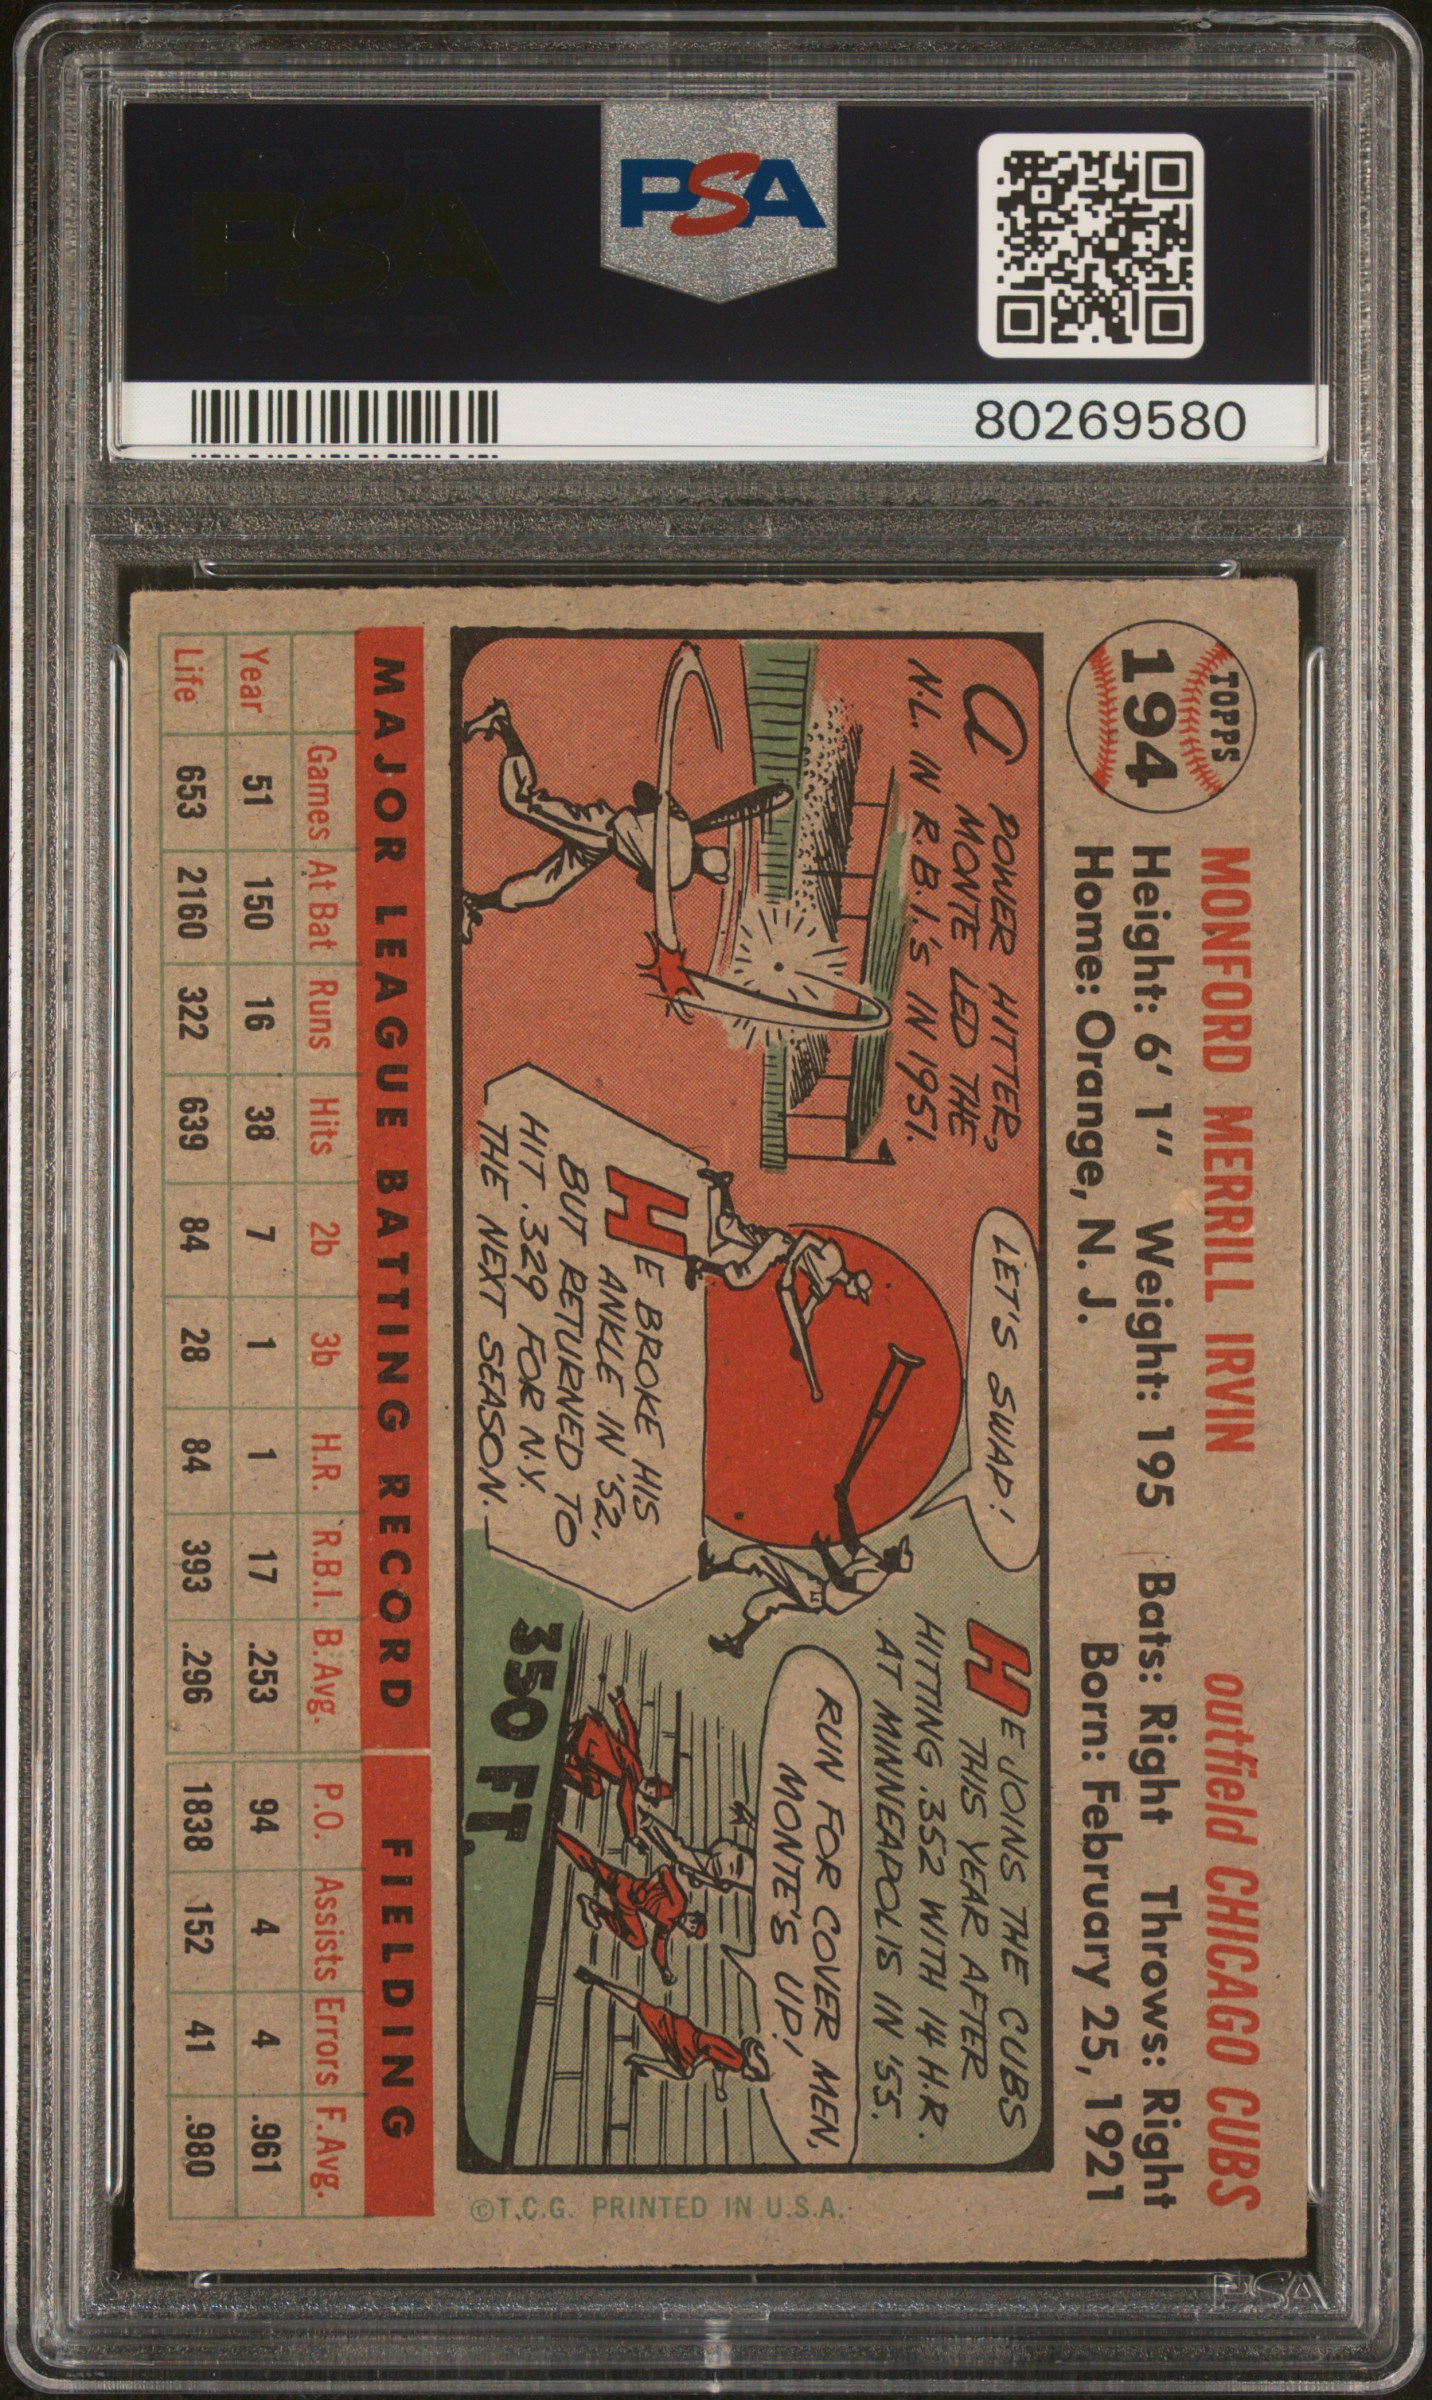 PSA
80269580
TOPPS
194
MONFORD MERRILL IRVIN outfield CHICAGO CUBS
Height: 6' 1" Weight: 195 Bats: Right Throws: Right
Home: Orange, N. J. Born: February 25, 1921
A POWER HITTER,
MONTE LED THE
N.L. IN R.B.I.'s IN 1951.
LET'S SWAP!
HE BROKE HIS
ANKLE IN '52,
BUT RETURNED TO
HIT .329 FOR N.Y.
THE NEXT SEASON.
HE JOINS THE CUBS
THIS YEAR AFTER
HITTING .352 WITH 14 H.R.
AT MINNEAPOLIS IN '55.
RUN FOR COVER MEN,
MONTE'S UP!
350 FT.
©T.C.G. PRINTED IN U.S.A.
MAJOR LEAGUE BATTING RECORD FIELDING
Games At Bat Runs Hits 2b 3b H.R. R.B.I. B.Avg. P.O. Assists Errors F.Avg.
Year 51 150 16 38 7 1 1 17 .253 94 4 4 .961
Life 653 2160 322 639 84 28 84 393 .296 1838 152 41 .980
PSA